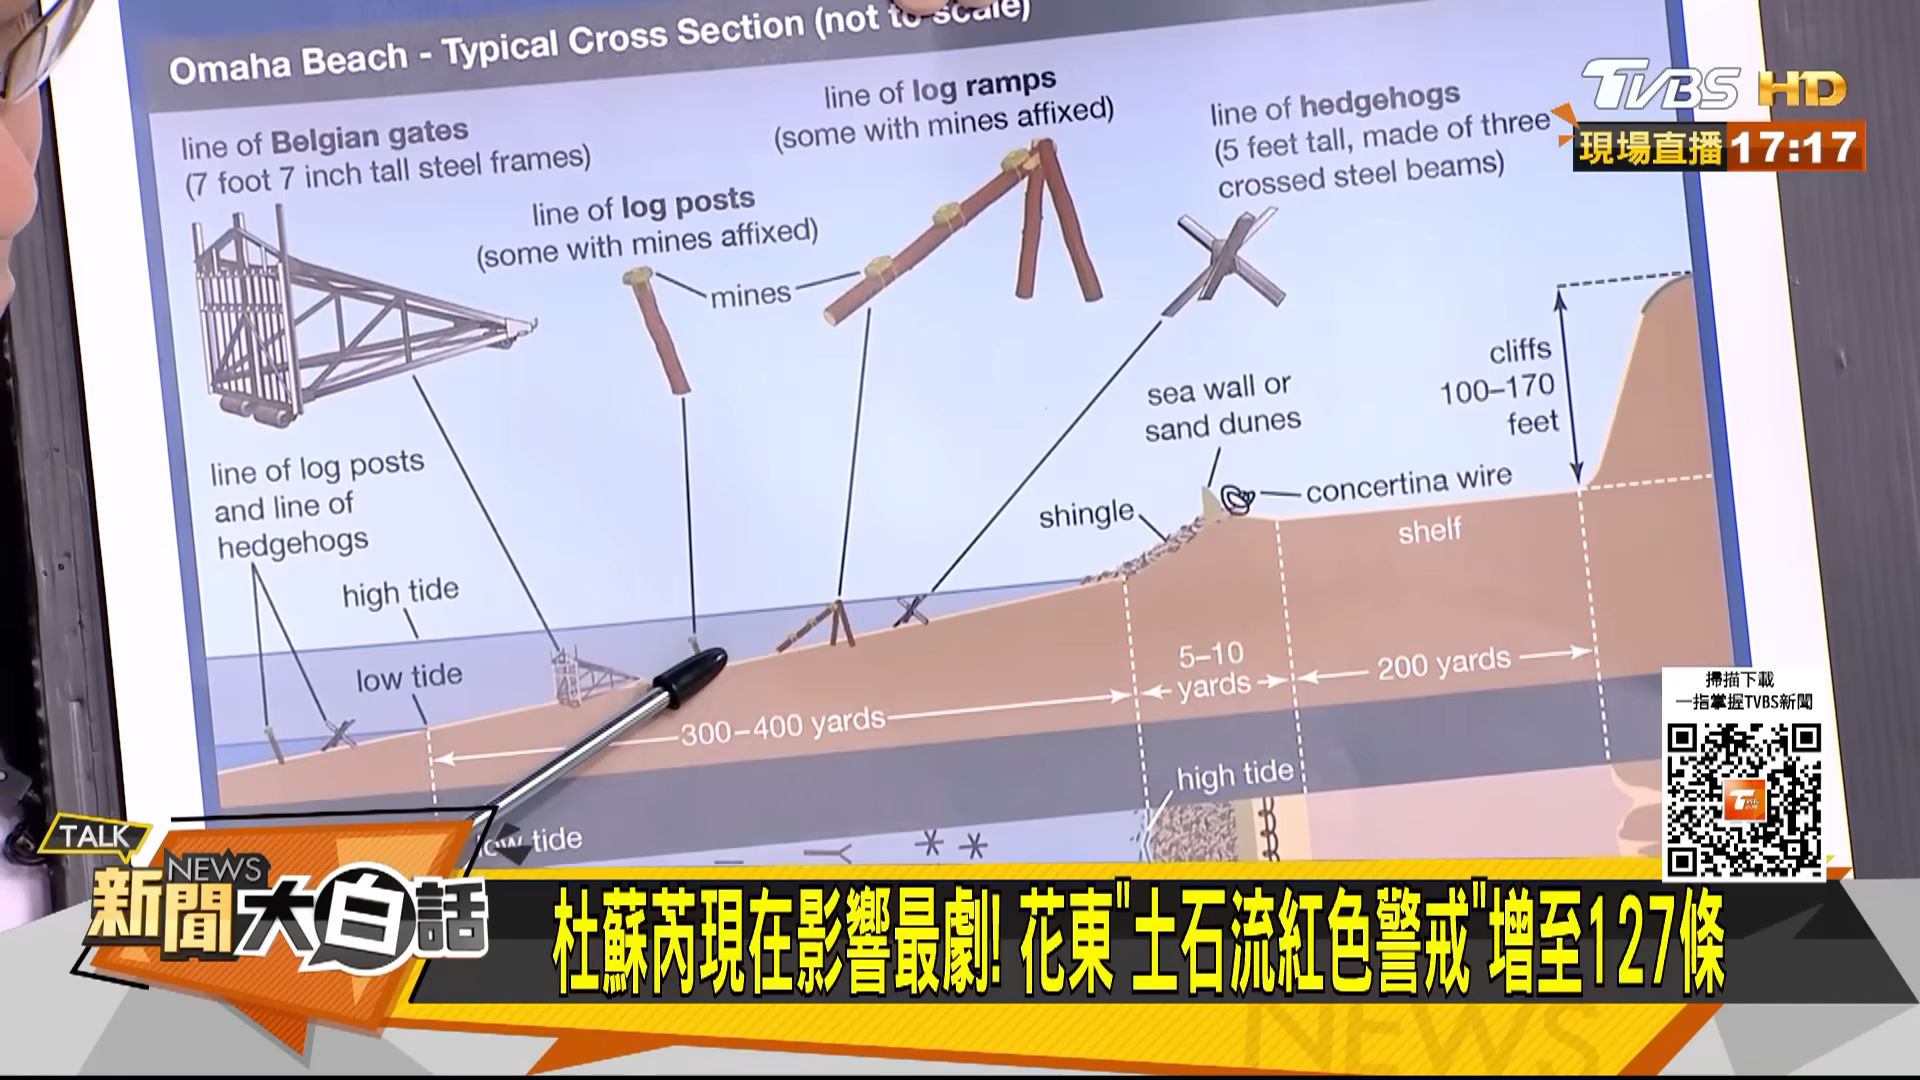 Omaha Beach - Typical Cross Section (not to scale)
TVBS HD
現場直播 17:17
line of Belgian gates
(7 foot 7 inch tall steel frames)
line of log posts
(some with mines affixed)
line of log ramps
(some with mines affixed)
line of hedgehogs
(5 feet tall, made of three
crossed steel beams)
mines
cliffs
100–170
feet
sea wall or
sand dunes
concertina wire
shingle
shelf
line of log posts
and line of
hedgehogs
high tide
low tide
300–400 yards
5–10
yards
200 yards
high tide
low tide
掃描下載
一指掌握TVBS新聞
TALK
NEWS
新聞大白話
杜蘇芮現在影響最劇! 花東"土石流紅色警戒"增至127條
NEWS